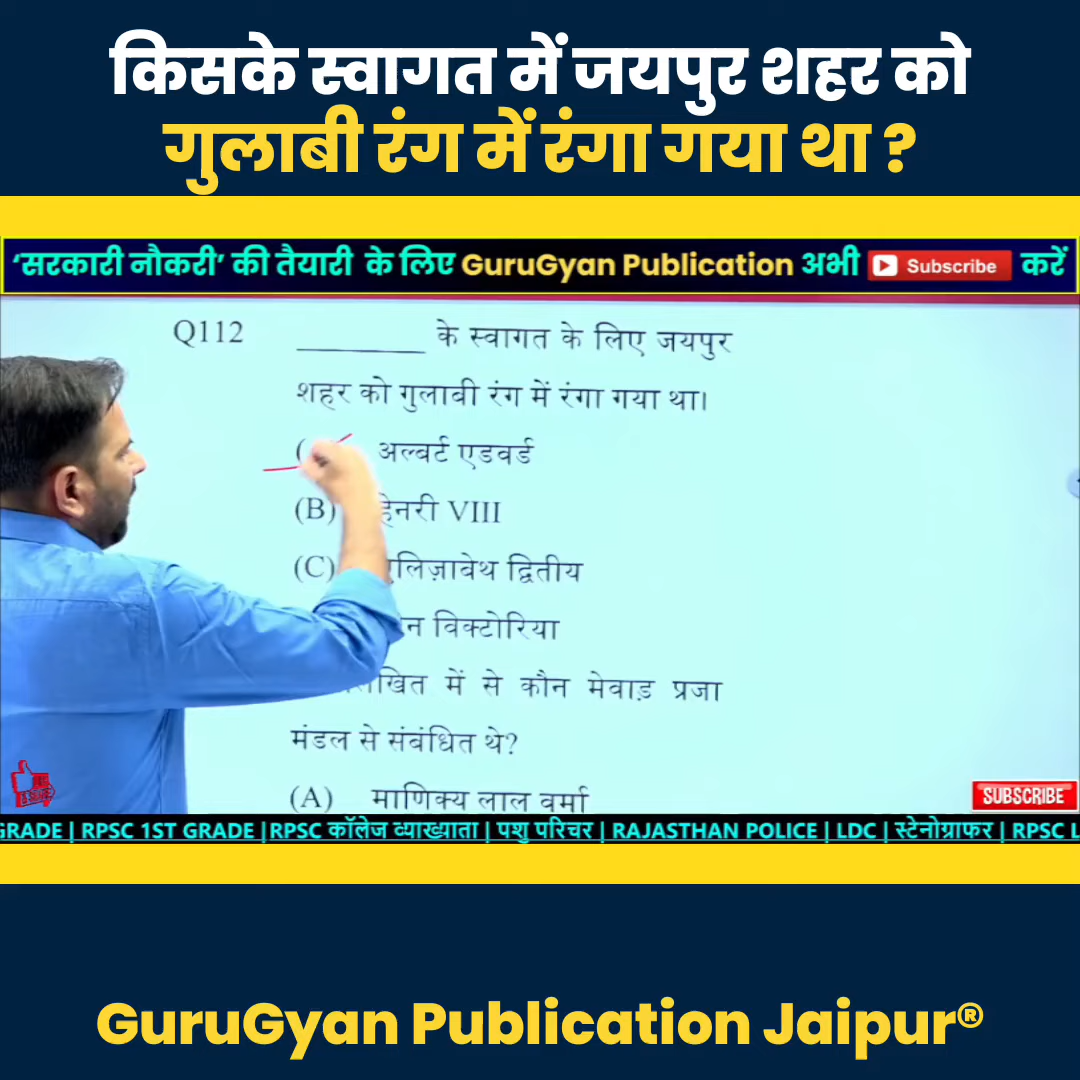 किसके स्वागत में जयपुर शहर को
गुलाबी रंग में रंगा गया था ?
‘सरकारी नौकरी’ की तैयारी के लिए GuruGyan Publication अभी Subscribe करें
Q112 ________ के स्वागत के लिए जयपुर
शहर को गुलाबी रंग में रंगा गया था।
( अल्बर्ट एडवर्ड
(B) हेनरी VIII
(C) एलिज़ाबेथ द्वितीय
विक्टोरिया
में से कौन मेवाड़ प्रजा
मंडल से संबंधित थे?
(A) माणिक्य लाल वर्मा
SUBSCRIBE
GRADE | RPSC 1ST GRADE |RPSC कॉलेज व्याख्याता | पशु परिचर | RAJASTHAN POLICE | LDC | स्टेनोग्राफर | RPSC L
GuruGyan Publication Jaipur®